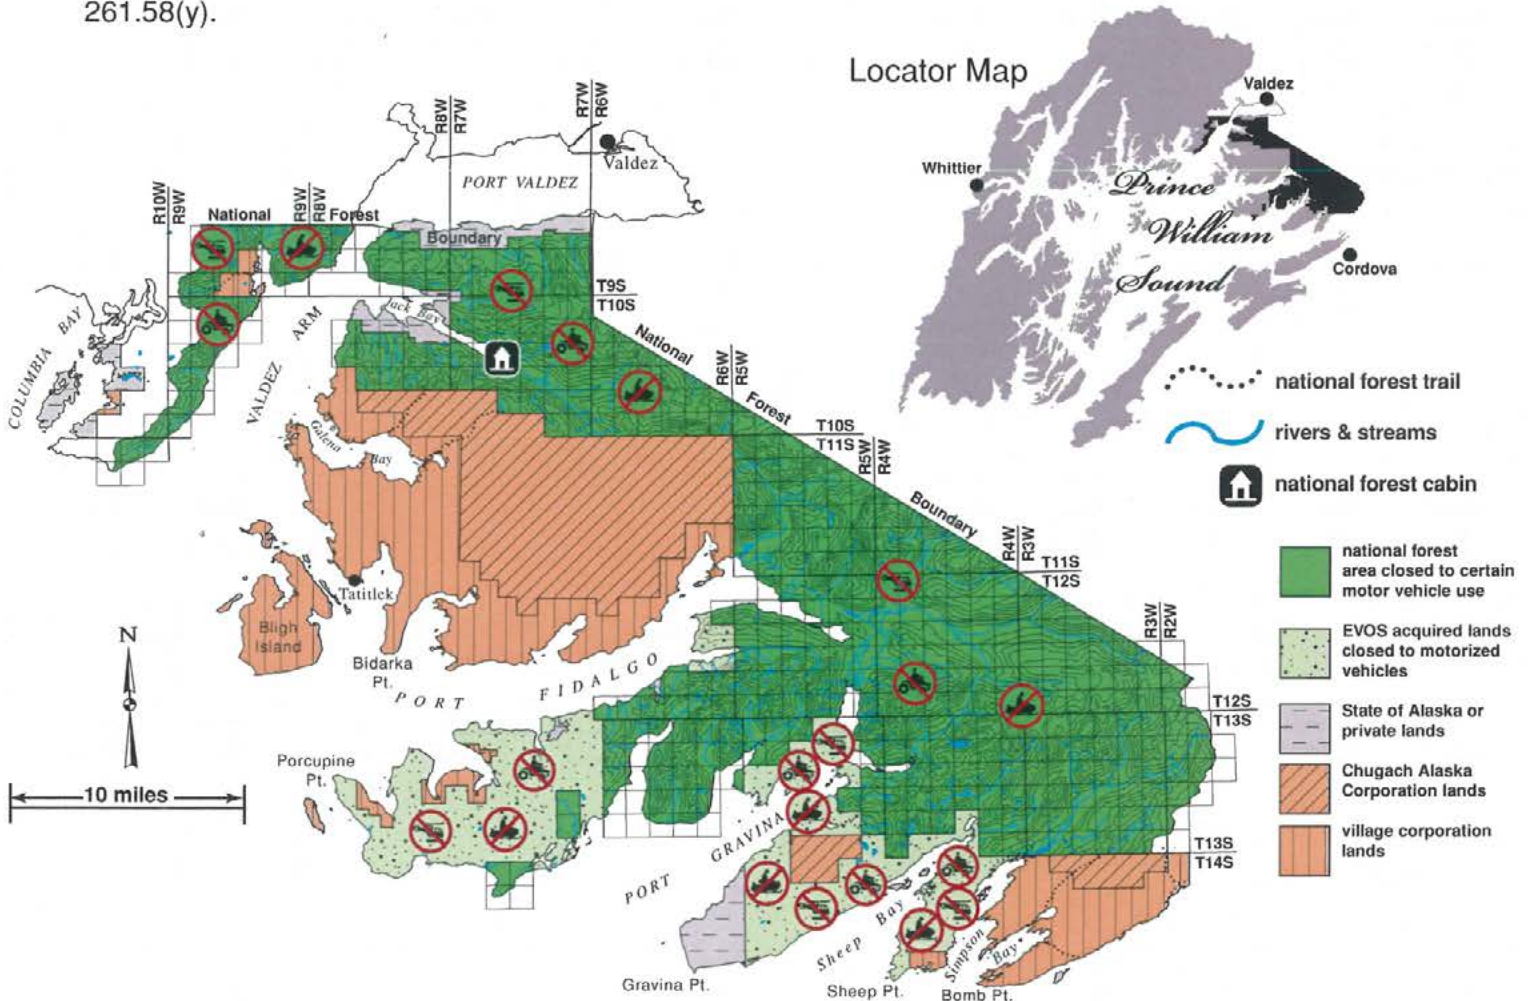 261.58(y).
Locator Map
Valdez
Whittier
Prince
William
Sound
Cordova
R8W
R7W
R7W
R6W
Valdez
PORT VALDEZ
R10W
R9W
National
R9W
R8W
Forest
Boundary
T9S
T10S
Jack Bay
ARM
VALDEZ
COLUMBIA BAY
National
R6W
R5W
Forest
T10S
T11S
R5W
R4W
Galena Bay
Boundary
R4W
R3W
T11S
T12S
Tatitlek
Bligh
Island
Bidarka
Pt.
PORT FIDALGO
R3W
R2W
T12S
T13S
N
Porcupine
Pt.
10 miles
PORT GRAVINA
T13S
T14S
Sheep Bay
Simpson Bay
Gravina Pt.
Sheep Pt.
Bomb Pt.
national forest trail
rivers & streams
national forest cabin
national forest
area closed to certain
motor vehicle use
EVOS acquired lands
closed to motorized
vehicles
State of Alaska or
private lands
Chugach Alaska
Corporation lands
village corporation
lands